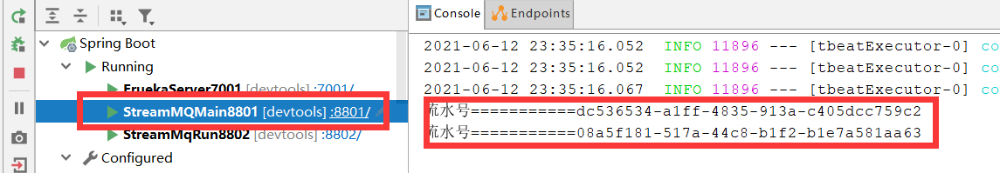 Console
Endpoints
Spring Boot
Running
EruekaServer7001 [devtools] :7001/
StreamMQMain8801 [devtools] :8801/
StreamMqRun8802 [devtools] :8802/
Configured
2021-06-12 23:35:16.052 INFO 11896 --- [tbeatExecutor-0] co
2021-06-12 23:35:16.052 INFO 11896 --- [tbeatExecutor-0] co
2021-06-12 23:35:16.067 INFO 11896 --- [tbeatExecutor-0] co
流水号===========dc536534-a1ff-4835-913a-c405dcc759c2
流水号===========08a5f181-517a-44c8-b1f2-b1e7a581aa63